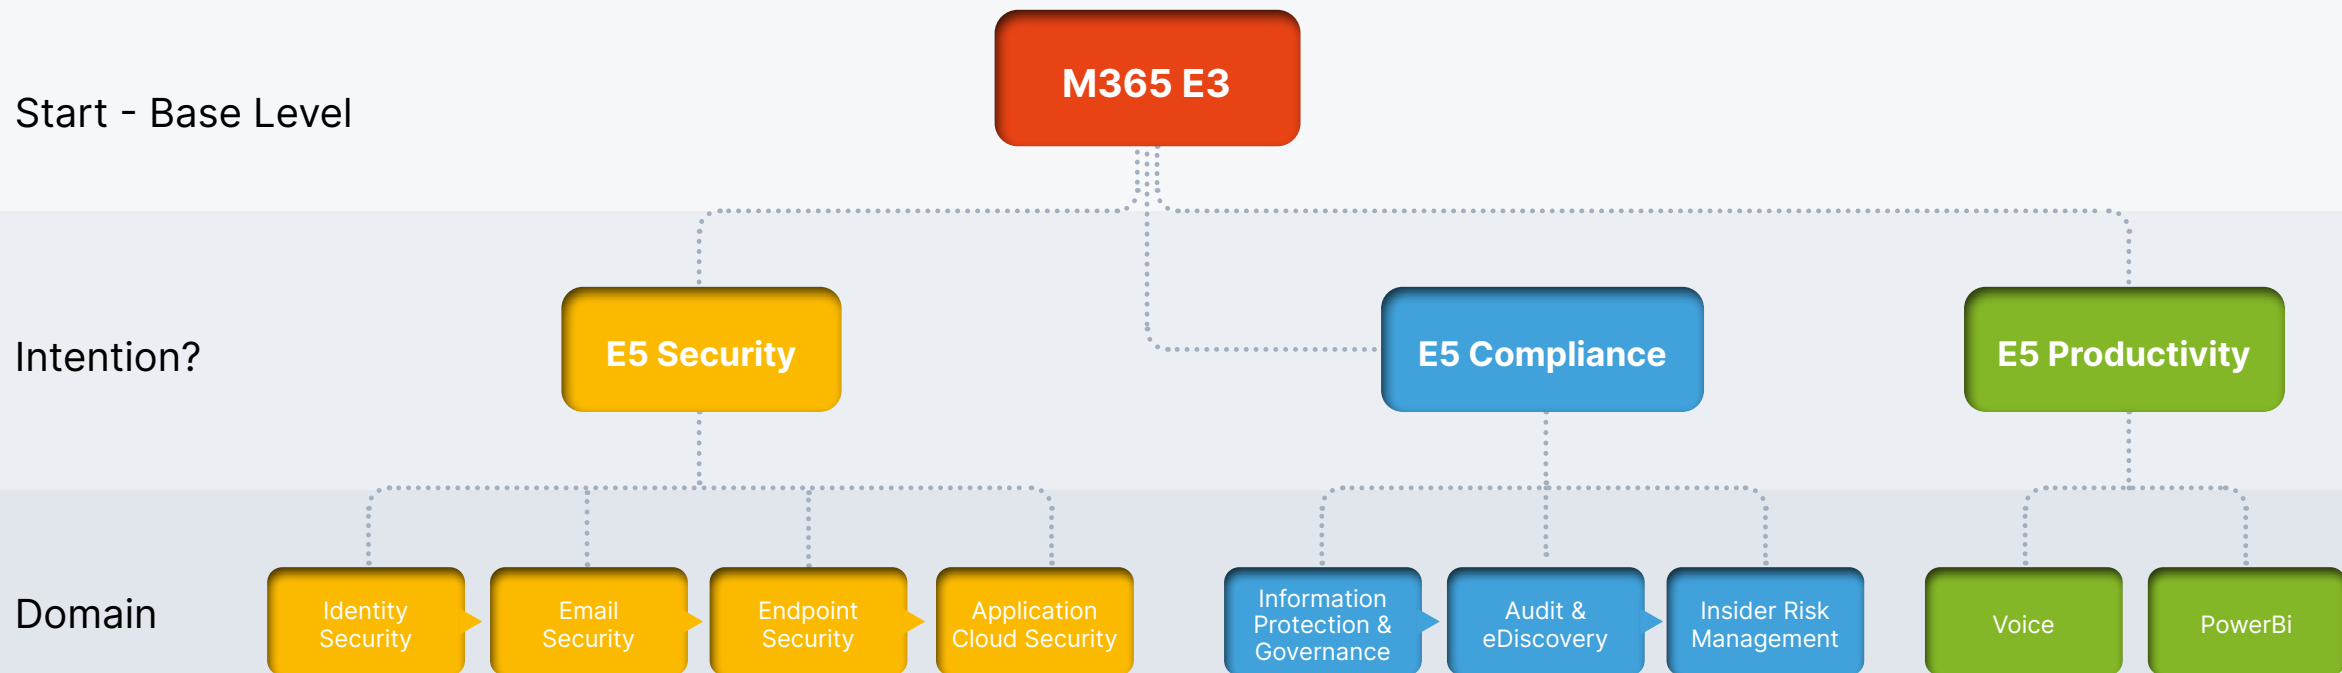 M365 E3
Start - Base Level
Intention?
E5 Security
E5 Compliance
E5 Productivity
Domain
Identity
Security
Email
Security
Endpoint
Security
Application
Cloud Security
Information
Protection &
Governance
Audit &
eDiscovery
Insider Risk
Management
Voice
PowerBi